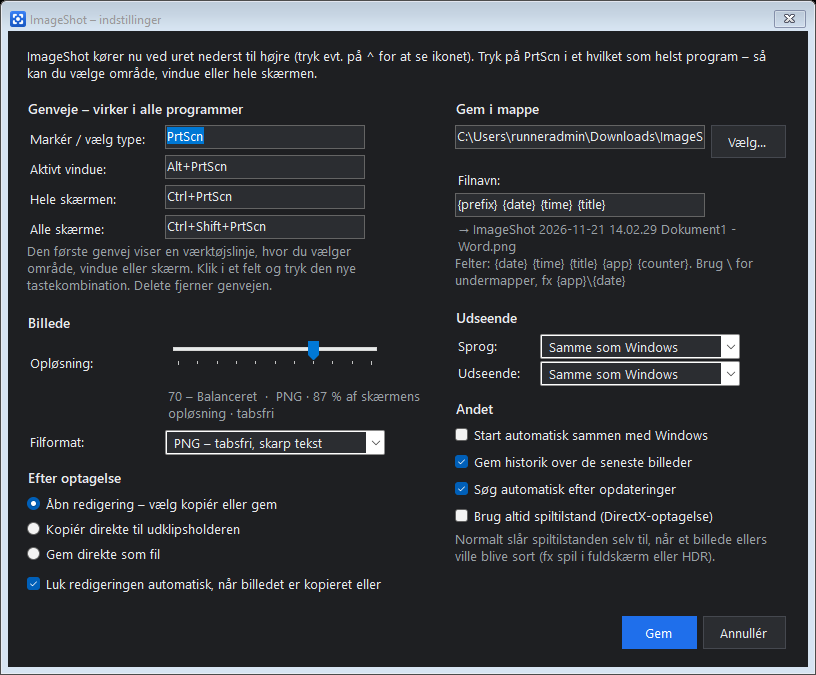 ImageShot – indstillinger
ImageShot kører nu ved uret nederst til højre (tryk evt. på ^ for at se ikonet). Tryk på PrtScn i et hvilket som helst program – så
kan du vælge område, vindue eller hele skærmen.
Genveje – virker i alle programmer
Markér / vælg type:
PrtScn
Aktivt vindue:
Alt+PrtScn
Hele skærmen:
Ctrl+PrtScn
Alle skærme:
Ctrl+Shift+PrtScn
Den første genvej viser en værktøjslinje, hvor du vælger
område, vindue eller skærm. Klik i et felt og tryk den nye
tastekombination. Delete fjerner genvejen.
Billede
Opløsning:
70 – Balanceret · PNG · 87 % af skærmens
opløsning · tabsfri
Filformat:
PNG – tabsfri, skarp tekst
Efter optagelse
Åbn redigering – vælg kopiér eller gem
Kopiér direkte til udklipsholderen
Gem direkte som fil
Luk redigeringen automatisk, når billedet er kopieret eller
Gem i mappe
C:\Users\runneradmin\Downloads\ImageS
Vælg...
Filnavn:
{prefix} {date} {time} {title}
→ ImageShot 2026-11-21 14.02.29 Dokument1 -
Word.png
Felter: {date} {time} {title} {app} {counter}. Brug \ for
undermapper, fx {app}\{date}
Udseende
Sprog:
Samme som Windows
Udseende:
Samme som Windows
Andet
Start automatisk sammen med Windows
Gem historik over de seneste billeder
Søg automatisk efter opdateringer
Brug altid spiltilstand (DirectX-optagelse)
Normalt slår spiltilstanden selv til, når et billede ellers
ville blive sort (fx spil i fuldskærm eller HDR).
Gem
Annullér